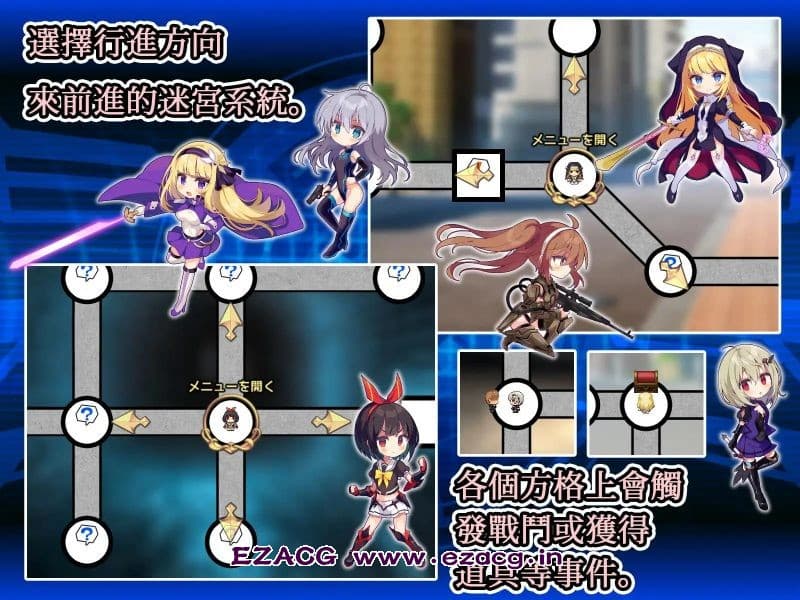 選擇行進方向
來前進的迷宮系統。
メニューを開く
?
? ? ?
メニューを開く
?
?
各個方格上會觸
發戰鬥或獲得
道具等事件。
EZACG www.ezacg.in